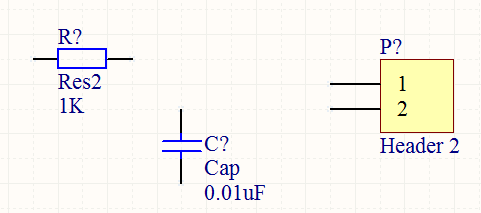 R?
Res2
1K
C?
Cap
0.01uF
P?
1
2
Header 2